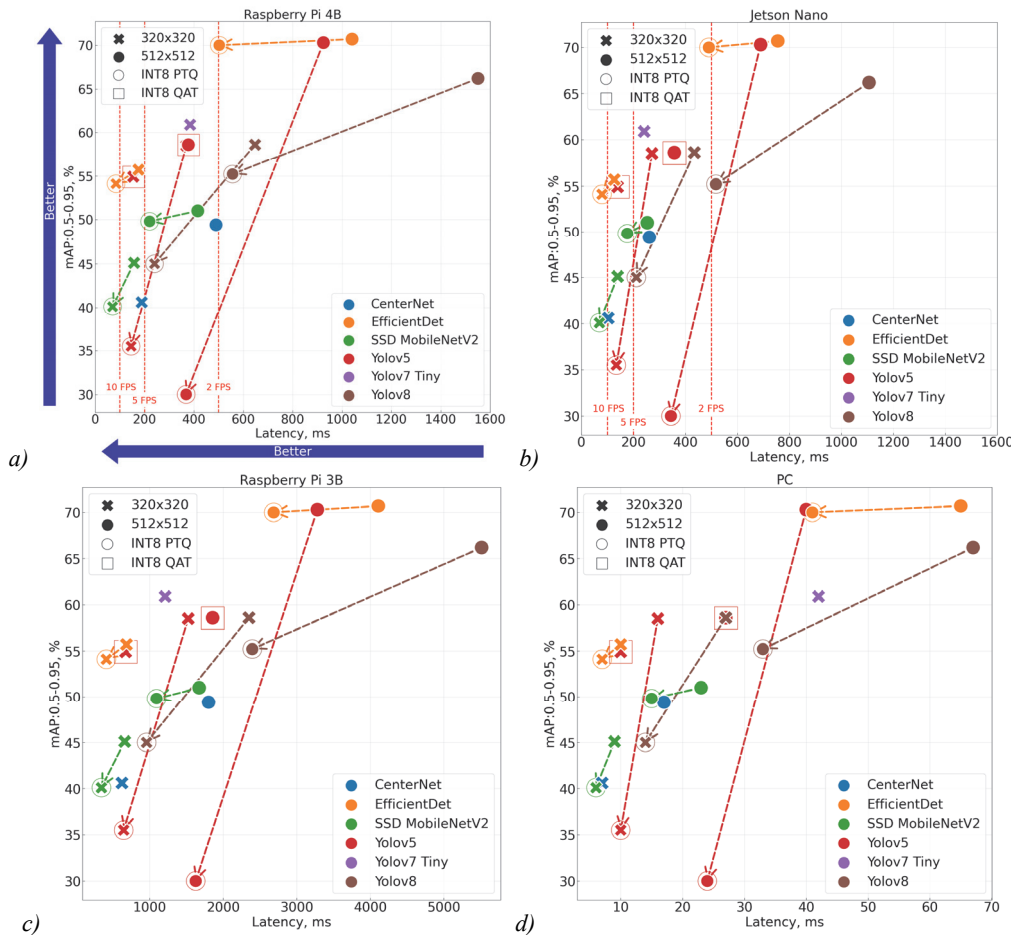 Raspberry Pi 4B
320x320
512x512
INT8 PTQ
INT8 QAT
70
65
60
55
50
45
40
35
30
mAP:0.5-0.95, %
Better
10 FPS
5 FPS
2 FPS
CenterNet
EfficientDet
SSD MobileNetV2
Yolov5
Yolov7 Tiny
Yolov8
0 200 400 600 800 1000 1200 1400 1600
Latency, ms
Better
a)
Jetson Nano
320x320
512x512
INT8 PTQ
INT8 QAT
70
65
60
55
50
45
40
35
30
mAP:0.5-0.95, %
10 FPS
5 FPS
2 FPS
CenterNet
EfficientDet
SSD MobileNetV2
Yolov5
Yolov7 Tiny
Yolov8
0 200 400 600 800 1000 1200 1400 1600
Latency, ms
b)
Raspberry Pi 3B
320x320
512x512
INT8 PTQ
INT8 QAT
70
65
60
55
50
45
40
35
30
mAP:0.5-0.95, %
CenterNet
EfficientDet
SSD MobileNetV2
Yolov5
Yolov7 Tiny
Yolov8
1000 2000 3000 4000 5000
Latency, ms
c)
PC
320x320
512x512
INT8 PTQ
INT8 QAT
70
65
60
55
50
45
40
35
30
mAP:0.5-0.95, %
CenterNet
EfficientDet
SSD MobileNetV2
Yolov5
Yolov7 Tiny
Yolov8
10 20 30 40 50 60 70
Latency, ms
d)